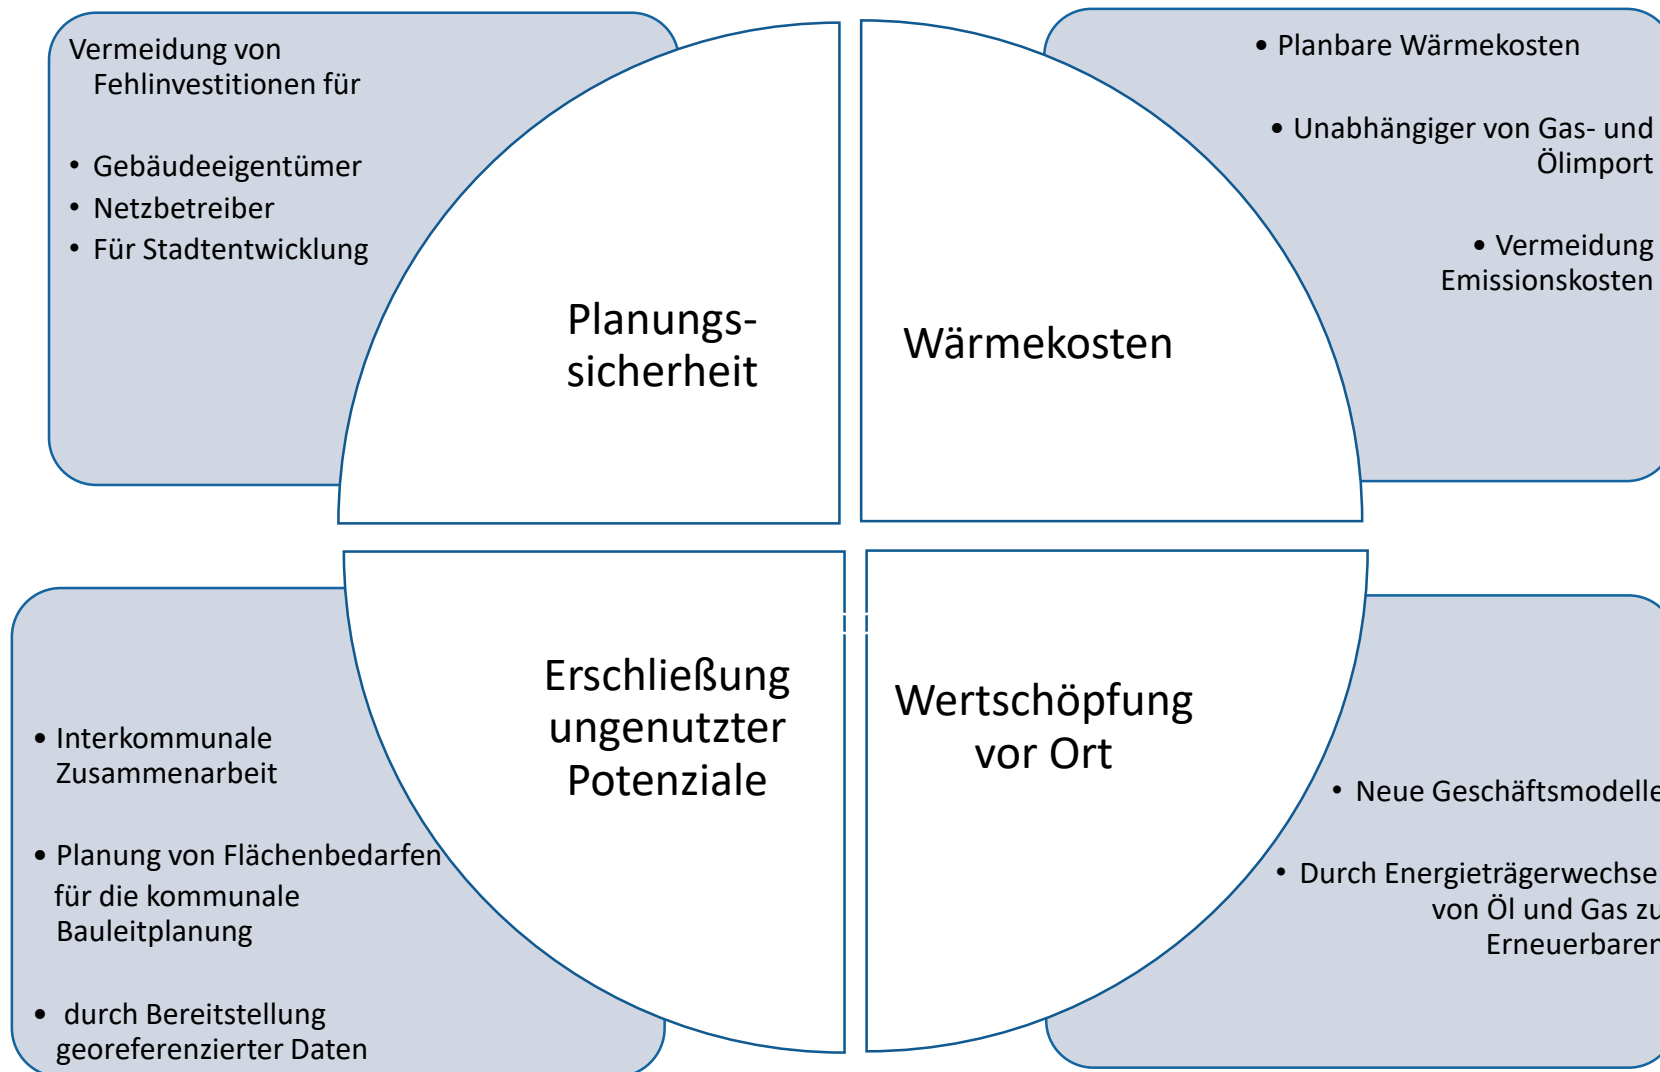 Vermeidung von
Fehlinvestitionen für
• Gebäudeeigentümer
• Netzbetreiber
• Für Stadtentwicklung
Planungs-
sicherheit
• Planbare Wärmekosten
• Unabhängiger von Gas- und
Ölimport
• Vermeidung
Emissionskosten
Wärmekosten
• Interkommunale
Zusammenarbeit
• Planung von Flächenbedarfen
für die kommunale
Bauleitplanung
• durch Bereitstellung
georeferenzierter Daten
Erschließung
ungenutzter
Potenziale
Wertschöpfung
vor Ort
• Neue Geschäftsmodelle
• Durch Energieträgerwechse
von Öl und Gas zu
Erneuerbaren